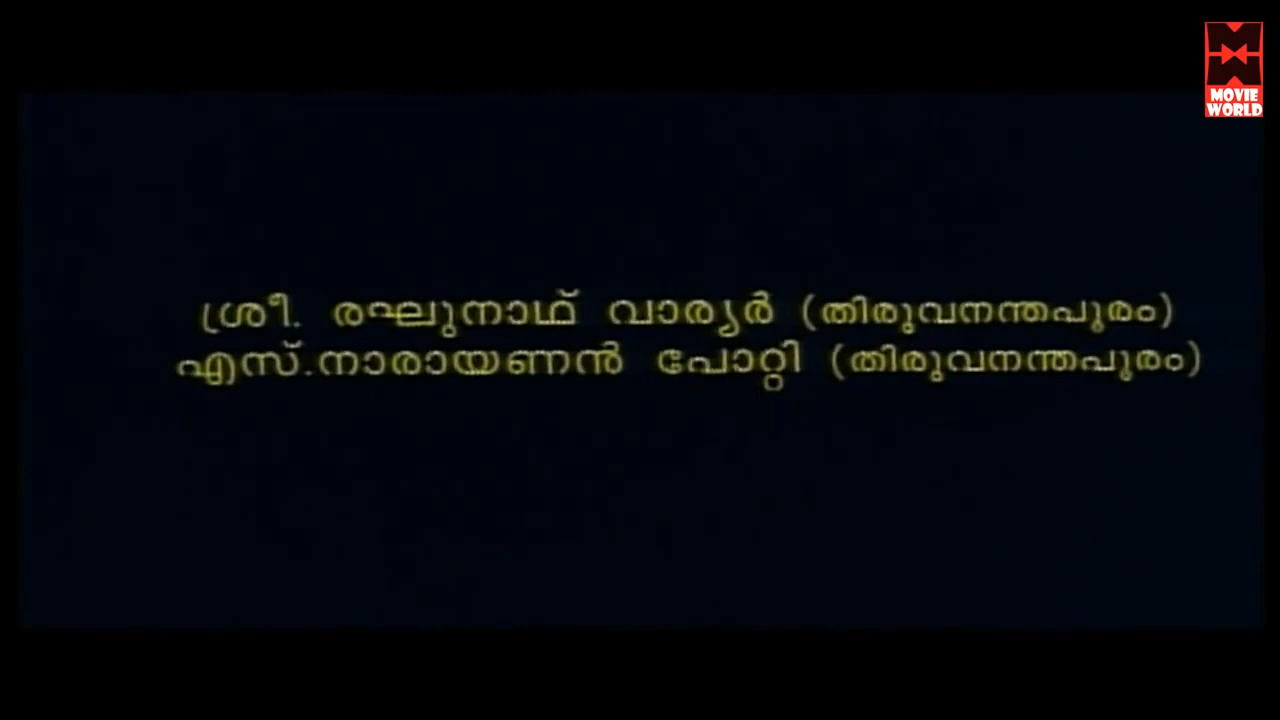 MOVIE
WORLD
ശ്രീ. രഘുനാഥ് വാര്യർ (തിരുവനന്തപുരം)
എസ്.നാരായണൻ പോറ്റി (തിരുവനന്തപുരം)